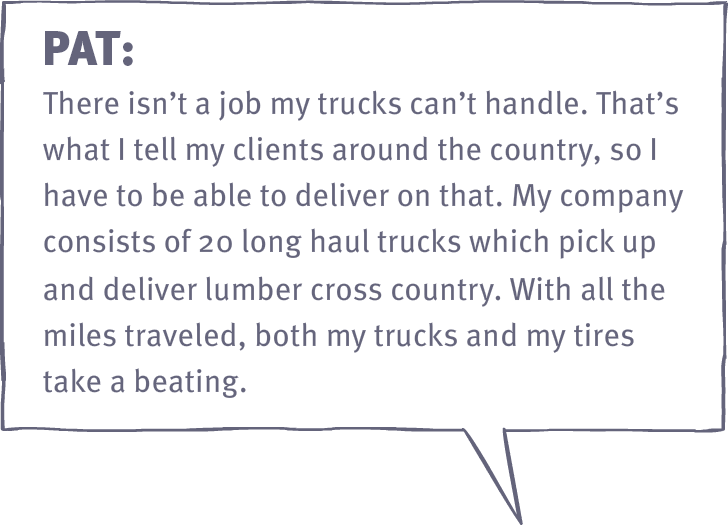 PAT:
There isn’t a job my trucks can’t handle. That’s
what I tell my clients around the country, so I
have to be able to deliver on that. My company
consists of 20 long haul trucks which pick up
and deliver lumber cross country. With all the
miles traveled, both my trucks and my tires
take a beating.